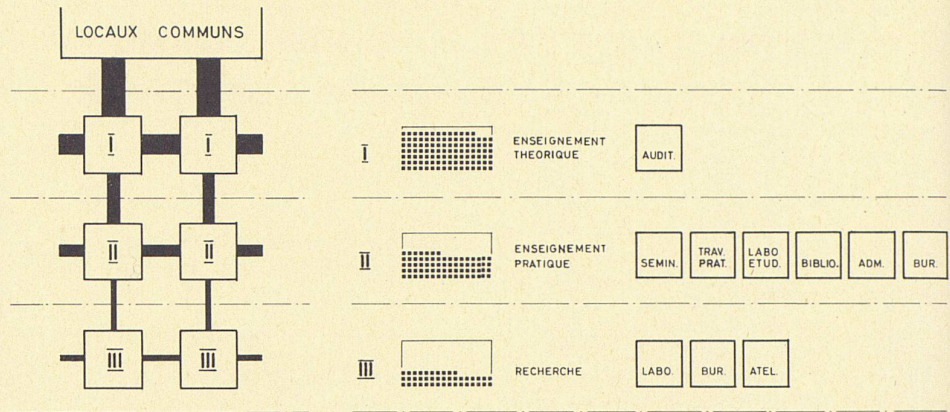 LOCAUX COMMUNS
I I
II II
III III
I ENSEIGNEMENT
THEORIQUE
AUDIT.
II ENSEIGNEMENT
PRATIQUE
SEMIN.
TRAV.
PRAT.
LABO
ETUD.
BIBLIO.
ADM.
BUR.
III RECHERCHE
LABO.
BUR.
ATEL.